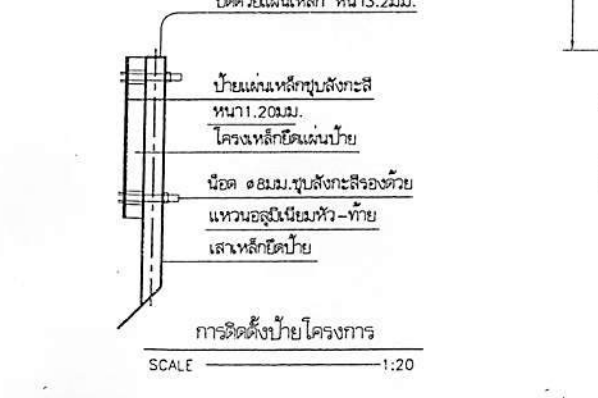 ปิดด้วยแผ่นเหล็ก หนา3.2มม.
ป้ายแผ่นเหล็กชุบสังกะสี
หนา1.20มม.
โครงเหล็กยึดแผ่นป้าย
น๊อต ø8มม.ชุบสังกะสีรองด้วย
แหวนอลูมิเนียมหัว-ท้าย
เสาเหล็กยึดป้าย
การติดตั้งป้ายโครงการ
SCALE 1:20